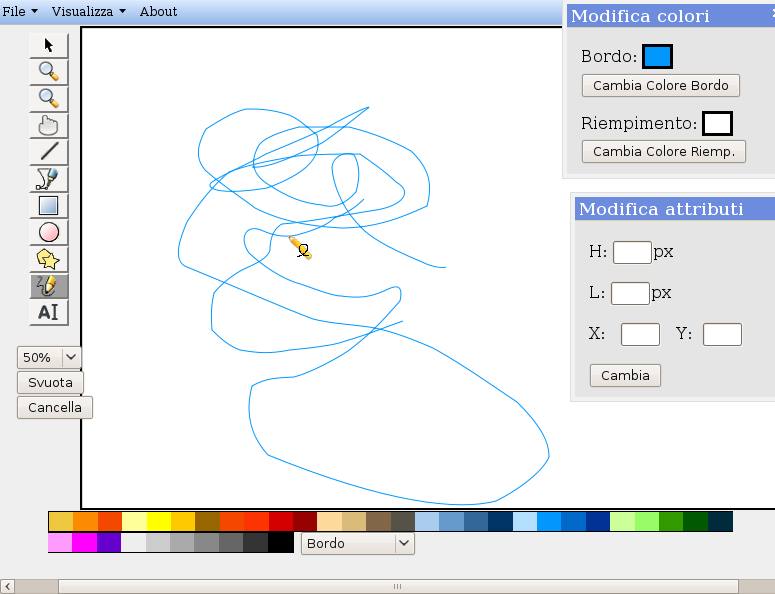 File Visualizza About
Modifica colori
Bordo:
Cambia Colore Bordo
Riempimento:
Cambia Colore Riemp.
Modifica attributi
H: px
L: px
X: Y:
Cambia
AI
50%
Svuota
Cancella
Bordo